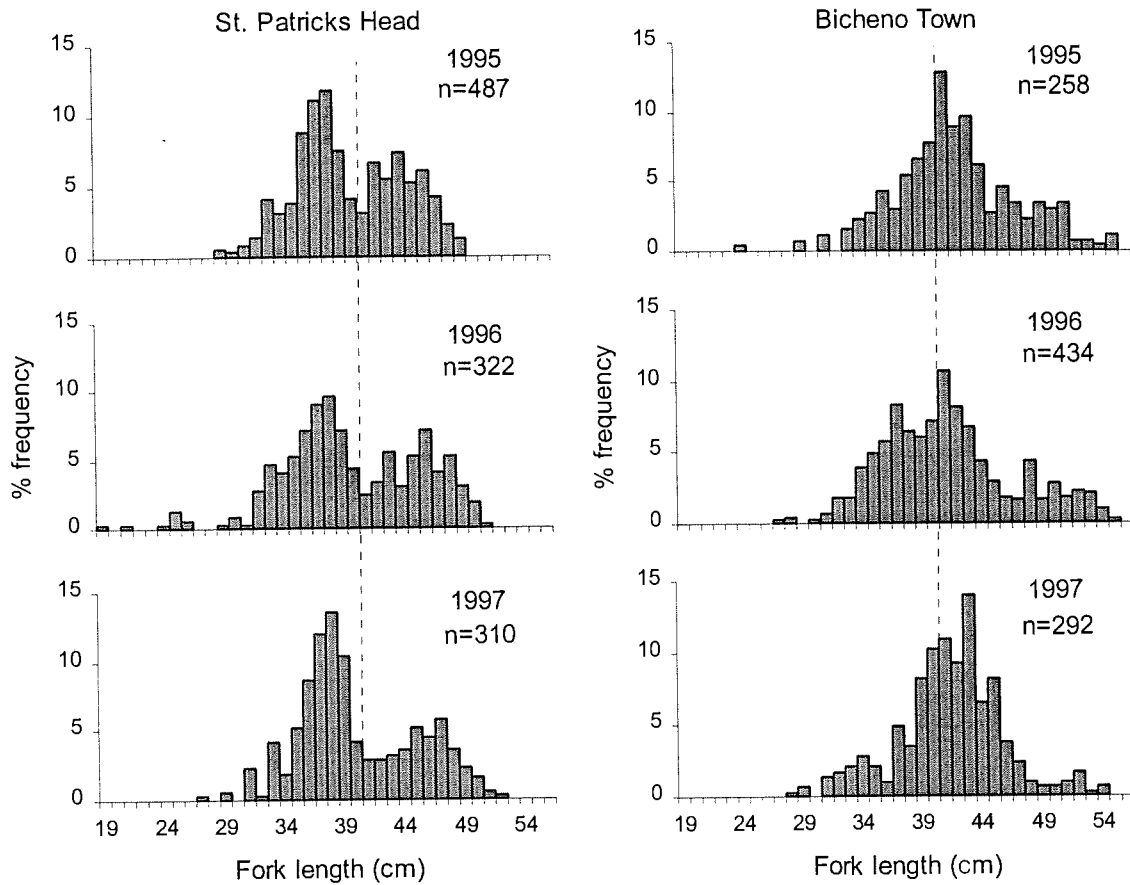 St. Patricks Head
Bicheno Town
15
10
5
0
1995
n=487
15
10
5
0
1995
n=258
% frequency
15
10
5
0
1996
n=322
% frequency
15
10
5
0
1996
n=434
15
10
5
0
1997
n=310
15
10
5
0
1997
n=292
19 24 29 34 39 44 49 54
19 24 29 34 39 44 49 54
Fork length (cm)
Fork length (cm)